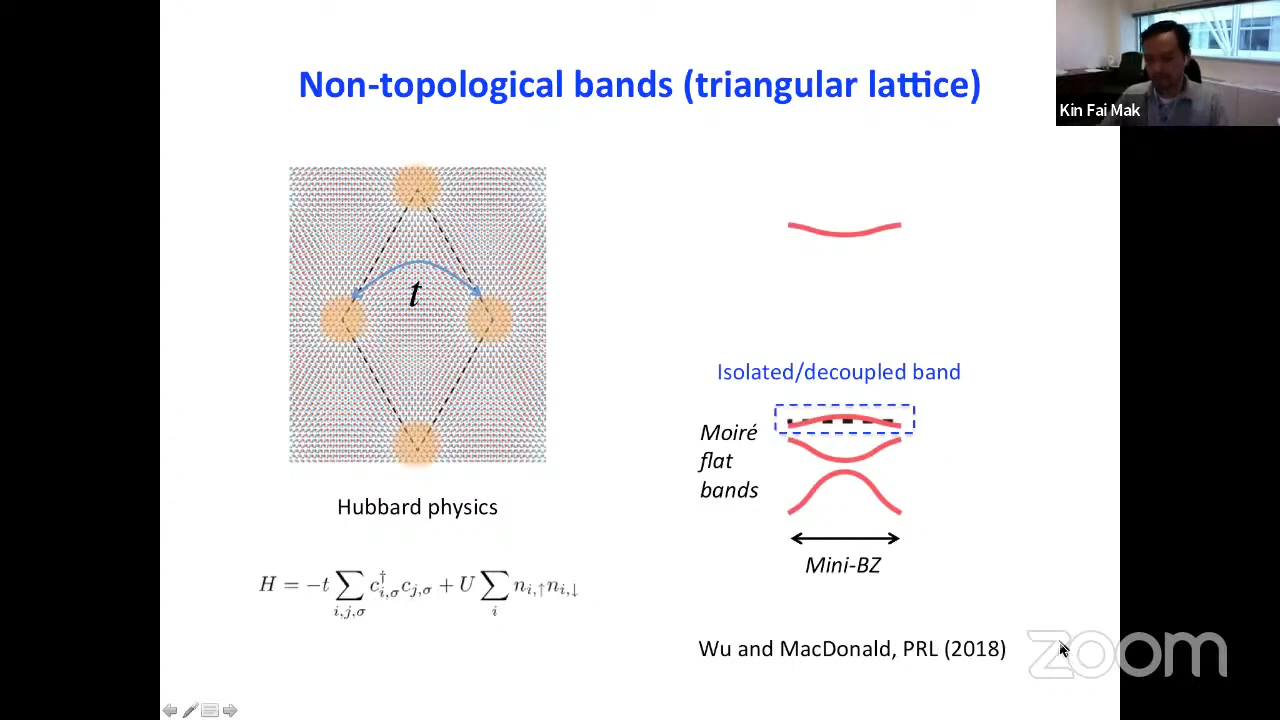 Non-topological bands (triangular lattice)
Kin Fai Mak
t
Isolated/decoupled band
Moiré
flat
bands
Hubbard physics
Mini-BZ
H = −t ∑_{i,j,σ} c†_{i,σ} c_{j,σ} + U ∑_i n_{i,↑} n_{i,↓}
Wu and MacDonald, PRL (2018)
zoom